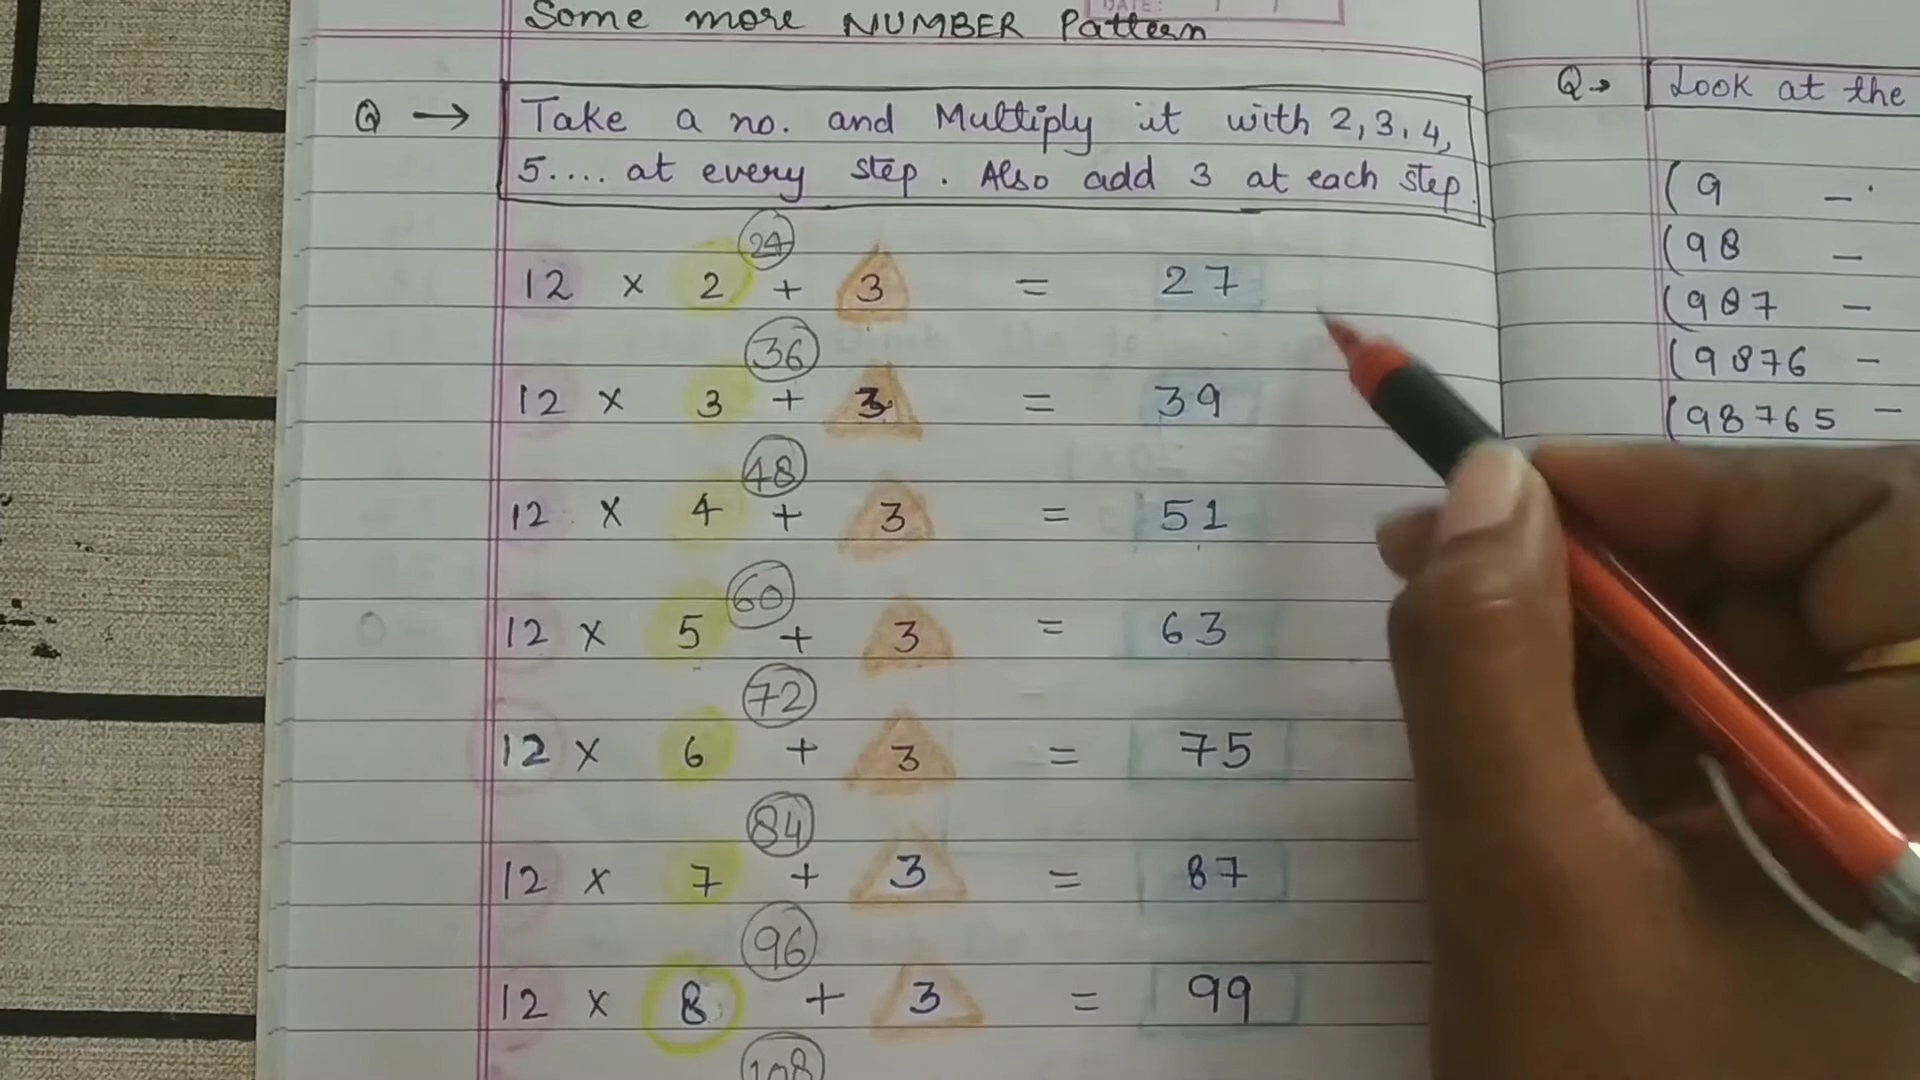 DATE:
Some more NUMBER Pattern
Q → Take a no. and Multiply it with 2, 3, 4,
5.... at every step. Also add 3 at each step.
24
12 × 2 + 3 = 27
36
12 × 3 + 3 = 39
48
12 × 4 + 3 = 51
60
12 × 5 + 3 = 63
72
12 × 6 + 3 = 75
84
12 × 7 + 3 = 87
96
12 × 8 + 3 = 99
108
Q→ Look at the
(9 -
(98 -
(987 -
(9876 -
(98765 -